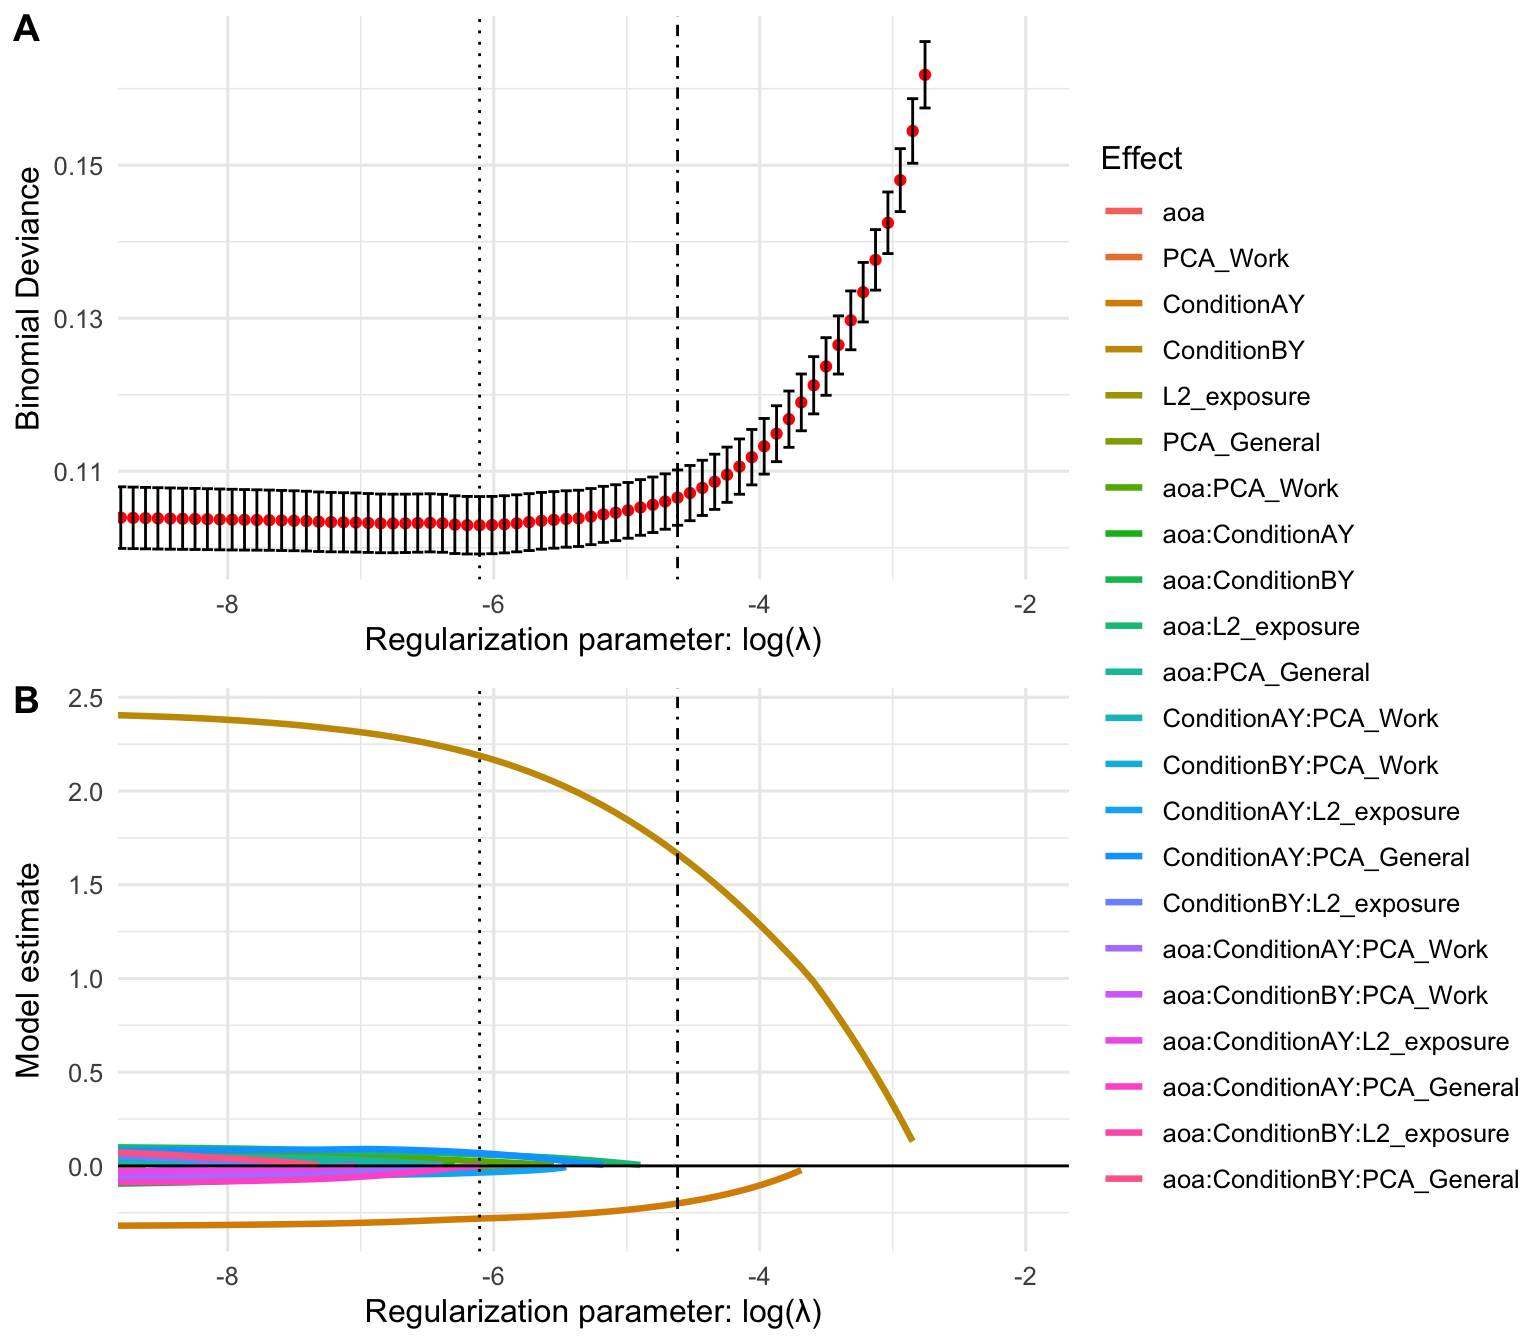 A
Binomial Deviance
0.15
0.13
0.11
-8
-6
-4
-2
Regularization parameter: log(λ)
B
Model estimate
2.5
2.0
1.5
1.0
0.5
0.0
-8
-6
-4
-2
Regularization parameter: log(λ)
Effect
aoa
PCA_Work
ConditionAY
ConditionBY
L2_exposure
PCA_General
aoa:PCA_Work
aoa:ConditionAY
aoa:ConditionBY
aoa:L2_exposure
aoa:PCA_General
ConditionAY:PCA_Work
ConditionBY:PCA_Work
ConditionAY:L2_exposure
ConditionAY:PCA_General
ConditionBY:L2_exposure
aoa:ConditionAY:PCA_Work
aoa:ConditionBY:PCA_Work
aoa:ConditionAY:L2_exposure
aoa:ConditionAY:PCA_General
aoa:ConditionBY:L2_exposure
aoa:ConditionBY:PCA_General